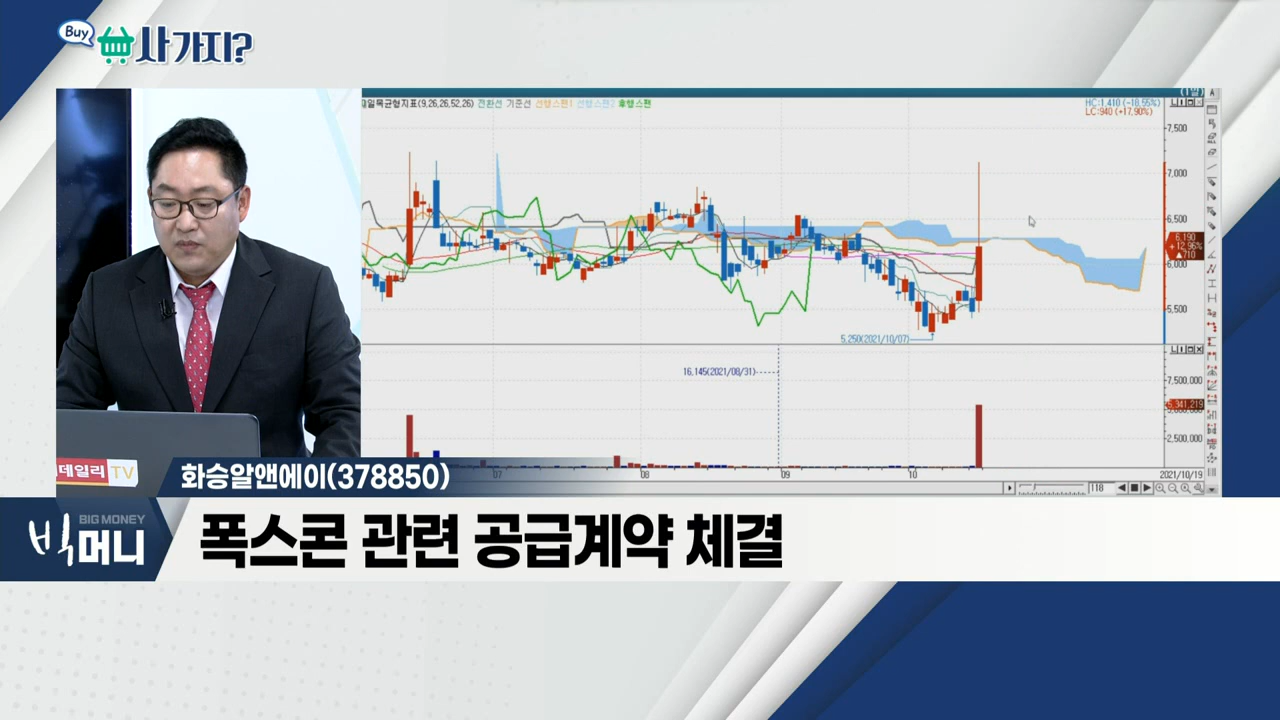 Buy
사가지?
(1일)
일목균형지표(9,26,26,52,26) 전환선 기준선 선행스팬1 선행스팬2 후행스팬
HC:1,410 (-18,55%)
LC:940 (+17,90%)
7,500
7,000
6,500
6,190
+12,96%
▲710
6,000
5,500
5,250(2021/10/07)
16,145(2021/08/31)
7,500,000
5,341,219
2,500,000
07
08
09
10
2021/10/19
118
데일리 TV
화승알앤에이(378850)
BIG MONEY
빅머니
폭스콘 관련 공급계약 체결